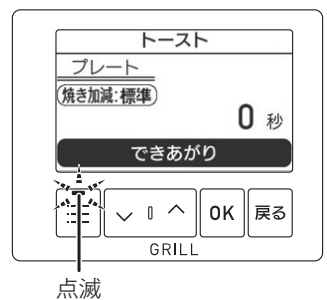 トースト
プレート
焼き加減:標準
0 秒
できあがり
OK 戻る
GRILL
点滅